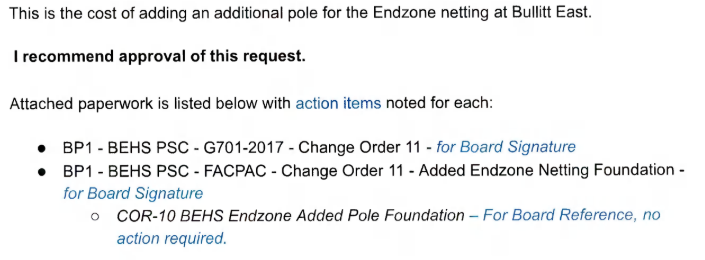 This is the cost of adding an additional pole for the Endzone netting at Bullitt East.
I recommend approval of this request.
Attached paperwork is listed below with action items noted for each:
● BP1 - BEHS PSC - G701-2017 - Change Order 11 - for Board Signature
● BP1 - BEHS PSC - FACPAC - Change Order 11 - Added Endzone Netting Foundation -
for Board Signature
○ COR-10 BEHS Endzone Added Pole Foundation – For Board Reference, no
action required.